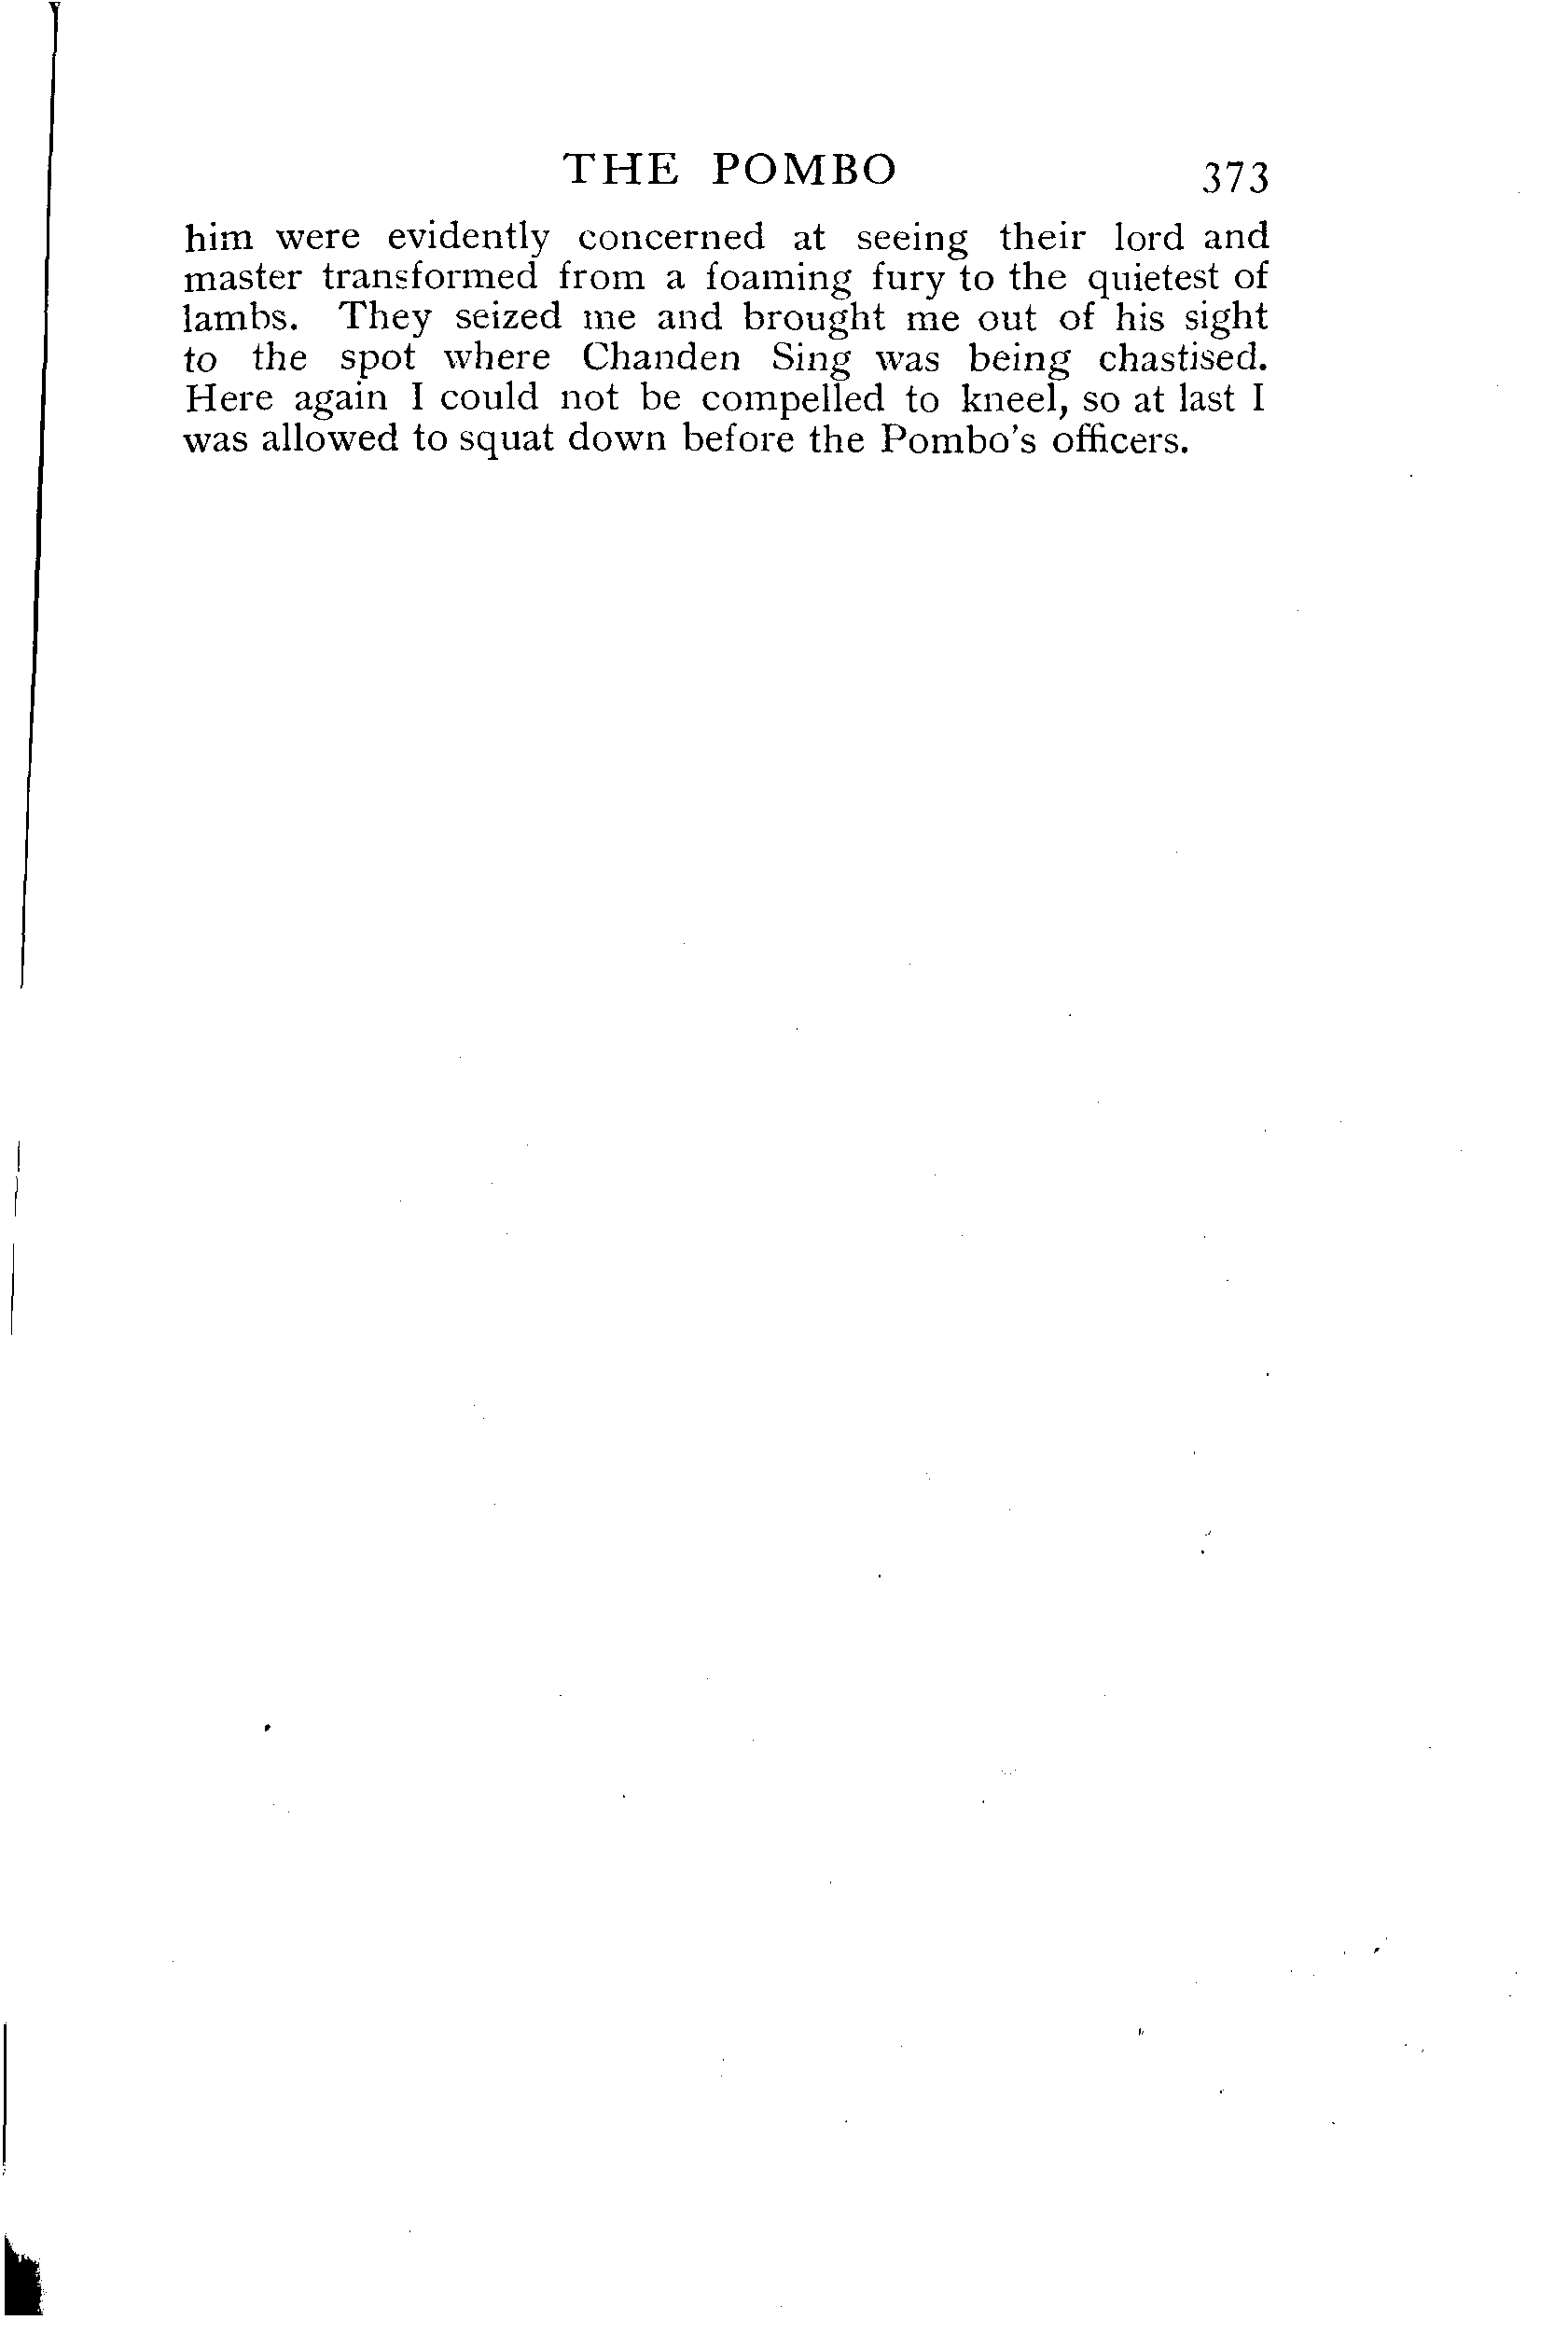 THE POMBO 373
him were evidently concerned at seeing their lord and
master transformed from a foaming fury to the quietest of
lambs. They seized me and brought me out of his sight
to the spot where Chanden Sing was being chastised.
Here again I could not be compelled to kneel, so at last I
was allowed to squat down before the Pombo's officers.